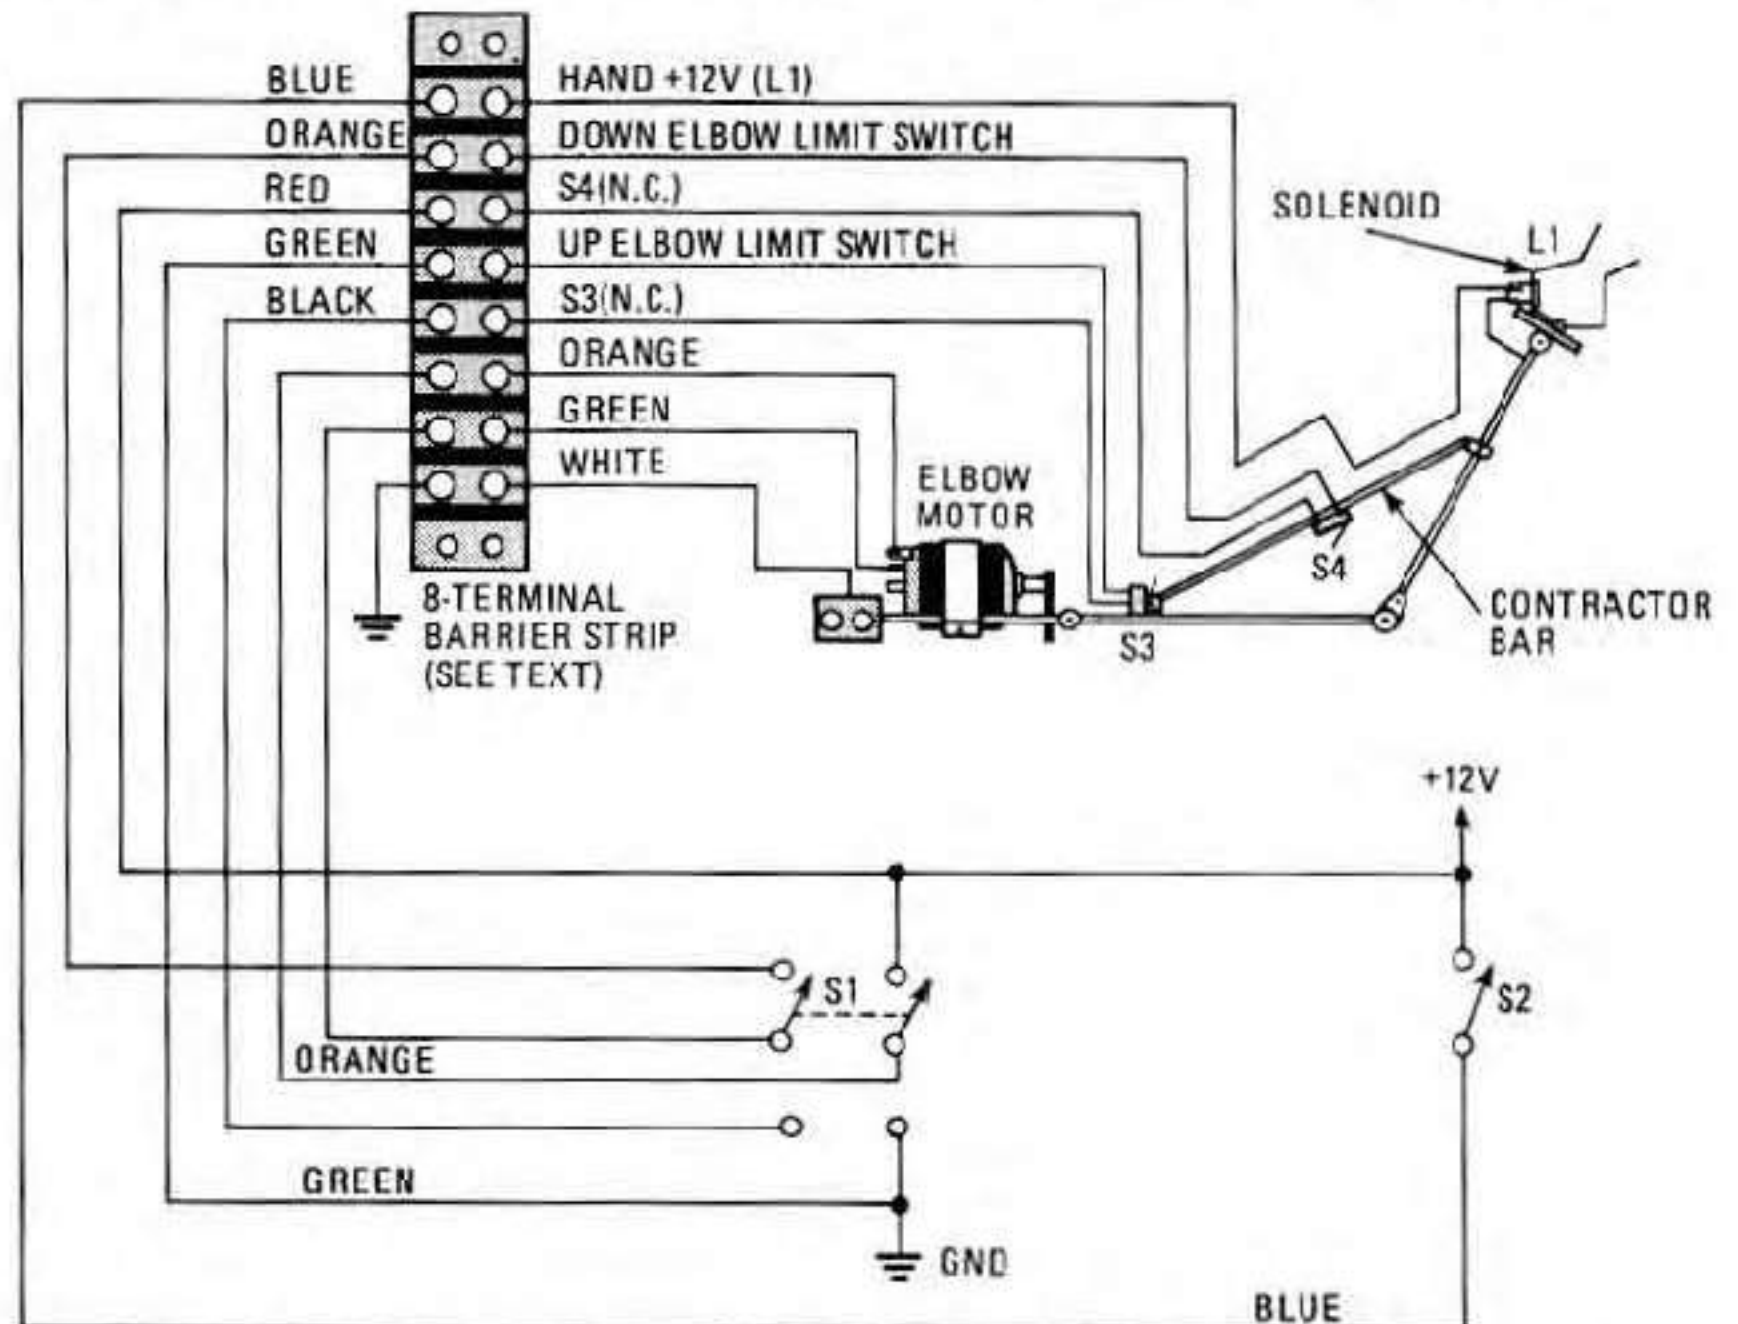 BLUE
HAND +12V (L1)
ORANGE
DOWN ELBOW LIMIT SWITCH
RED
S4(N.C.)
GREEN
UP ELBOW LIMIT SWITCH
BLACK
S3(N.C.)
ORANGE
GREEN
WHITE
SOLENOID
L1
ELBOW
MOTOR
S4
S3
CONTRACTOR
BAR
8-TERMINAL
BARRIER STRIP
(SEE TEXT)
+12V
S1
S2
ORANGE
GREEN
GND
BLUE